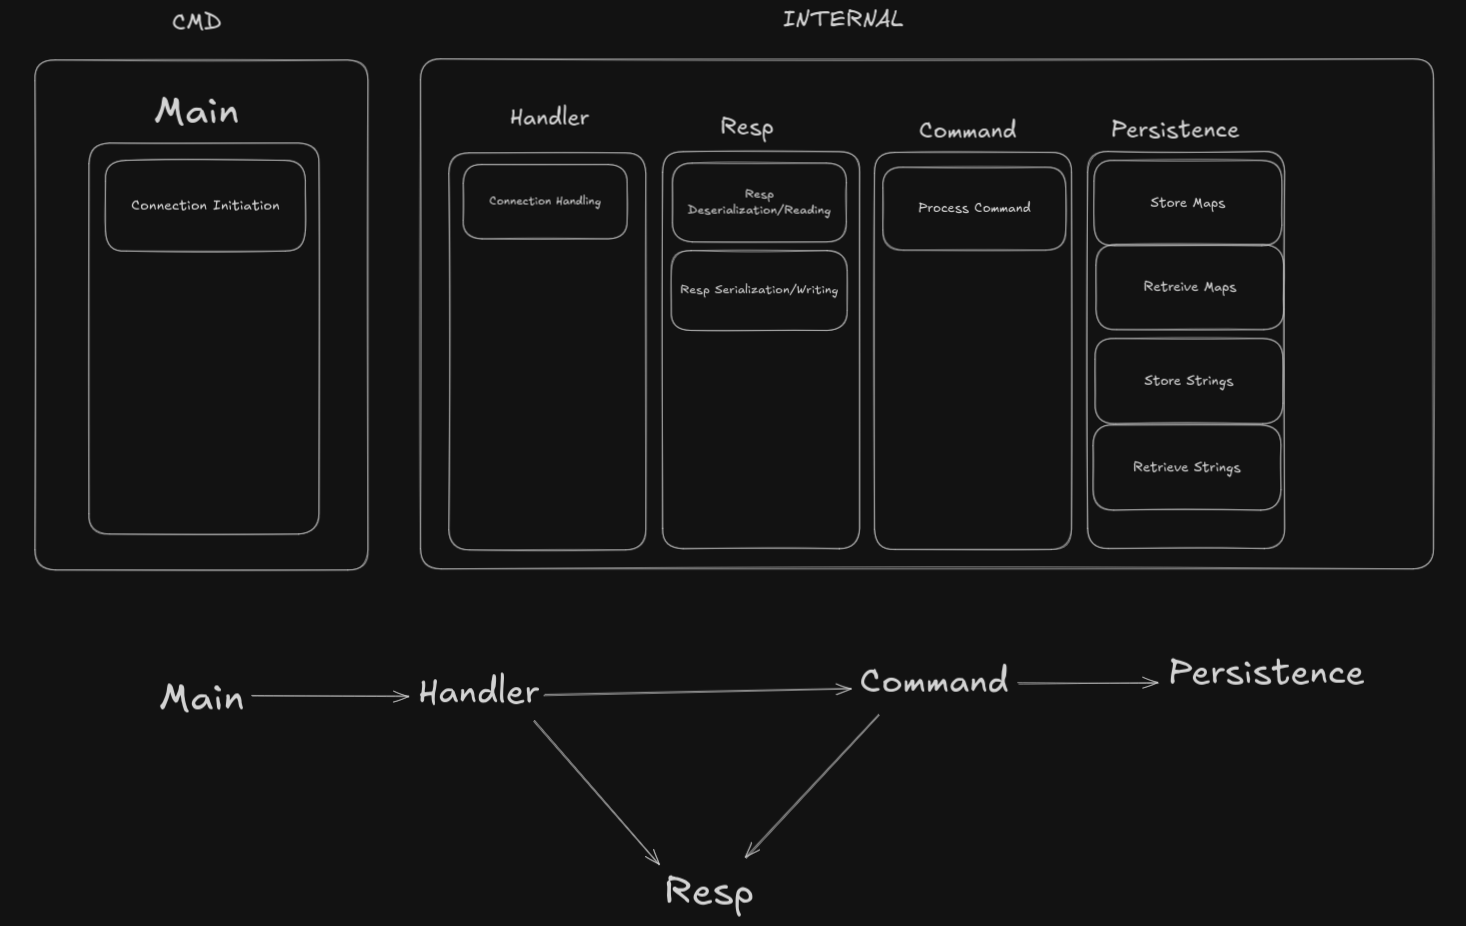 CMD
INTERNAL
Main
Handler
Resp
Command
Persistence
Connection Initiation
Connection Handling
Resp
Deserialization/Reading
Process Command
Store Maps
Resp Serialization/Writing
Retreive Maps
Store Strings
Retrieve Strings
Main
Handler
Command
Persistence
Resp